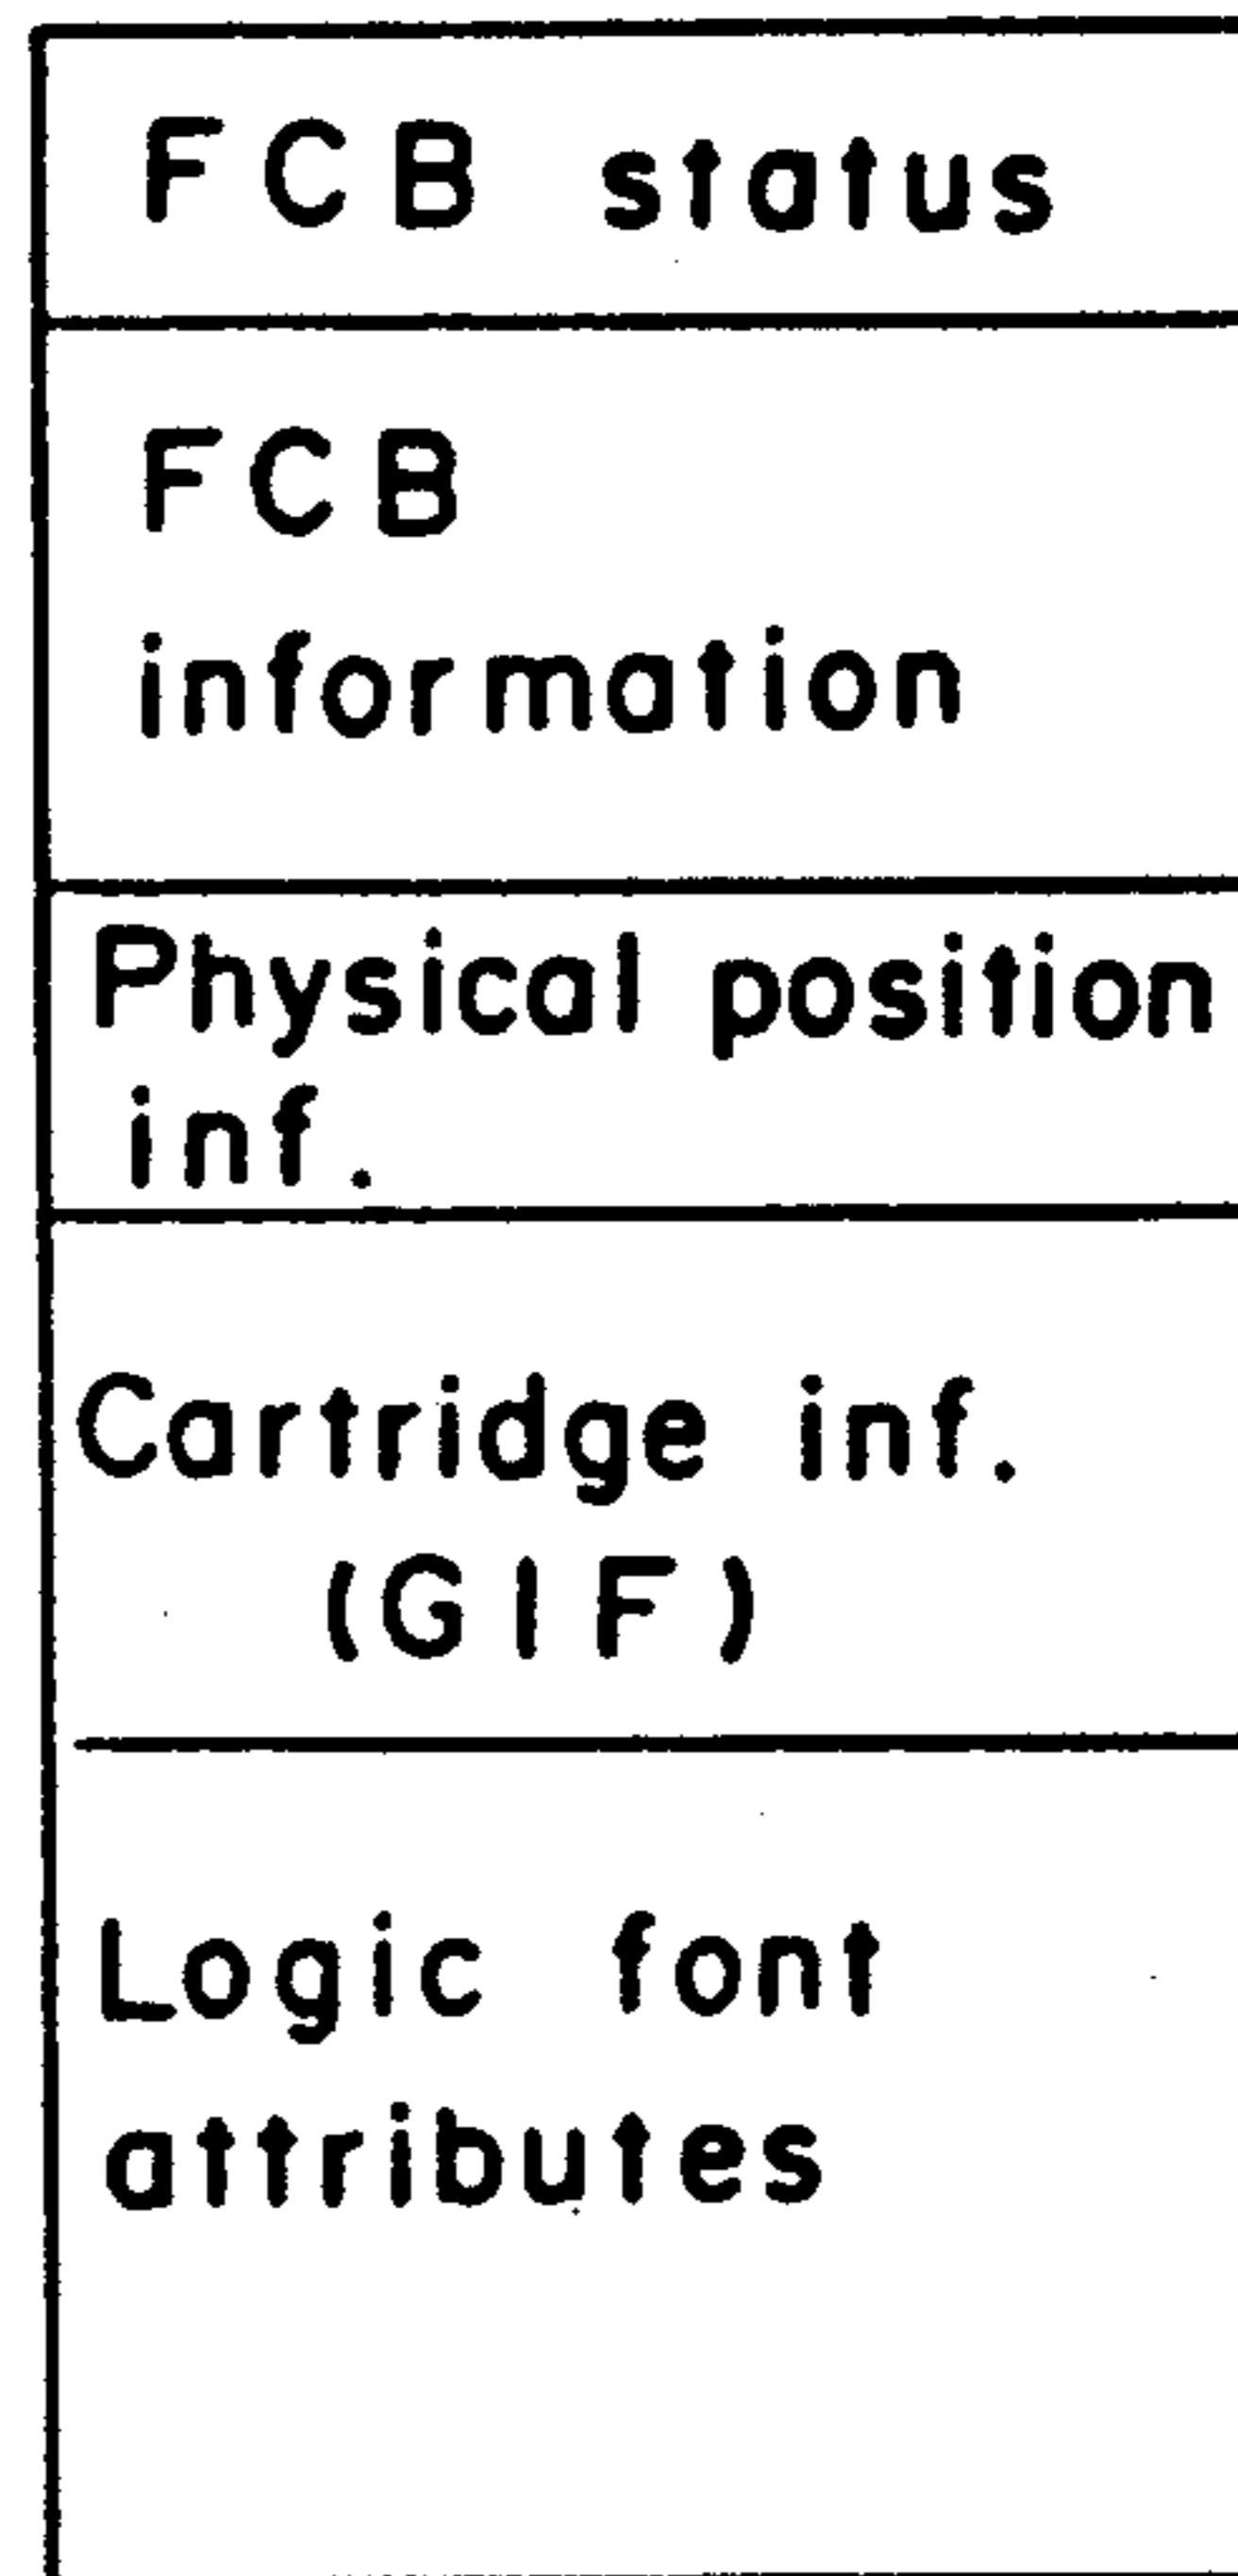 FCB status
FCB
information
Physical position
inf.
Cartridge inf.
(GIF)
Logic font
attributes